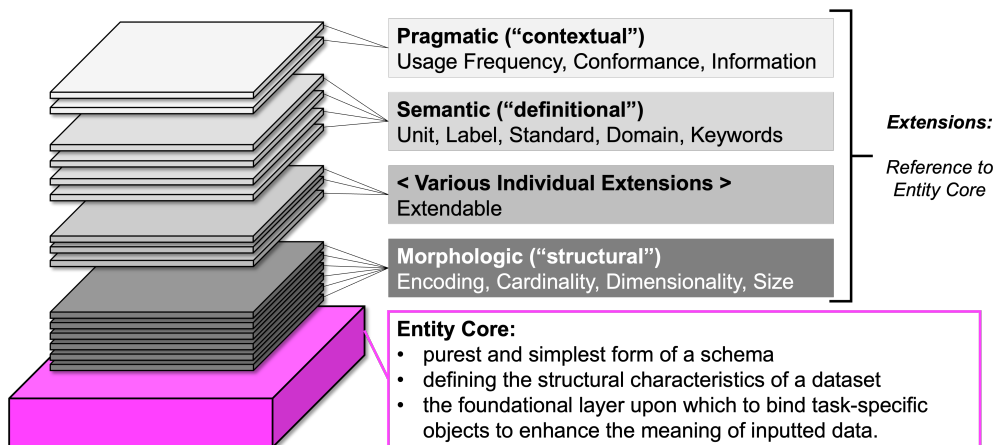 Pragmatic (“contextual”)
Usage Frequency, Conformance, Information
Semantic (“definitional”)
Unit, Label, Standard, Domain, Keywords
< Various Individual Extensions >
Extendable
Morphologic (“structural”)
Encoding, Cardinality, Dimensionality, Size
Extensions:
Reference to
Entity Core
Entity Core:
• purest and simplest form of a schema
• defining the structural characteristics of a dataset
• the foundational layer upon which to bind task-specific
objects to enhance the meaning of inputted data.